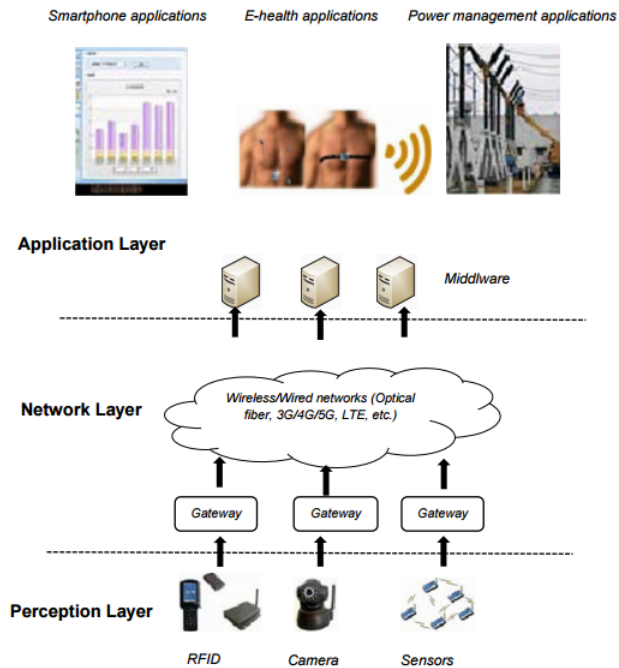 Smartphone applications
E-health applications
Power management applications
Application Layer
Middlware
Network Layer
Wireless/Wired networks (Optical
fiber, 3G/4G/5G, LTE, etc.)
Gateway
Gateway
Gateway
Perception Layer
RFID
Camera
Sensors